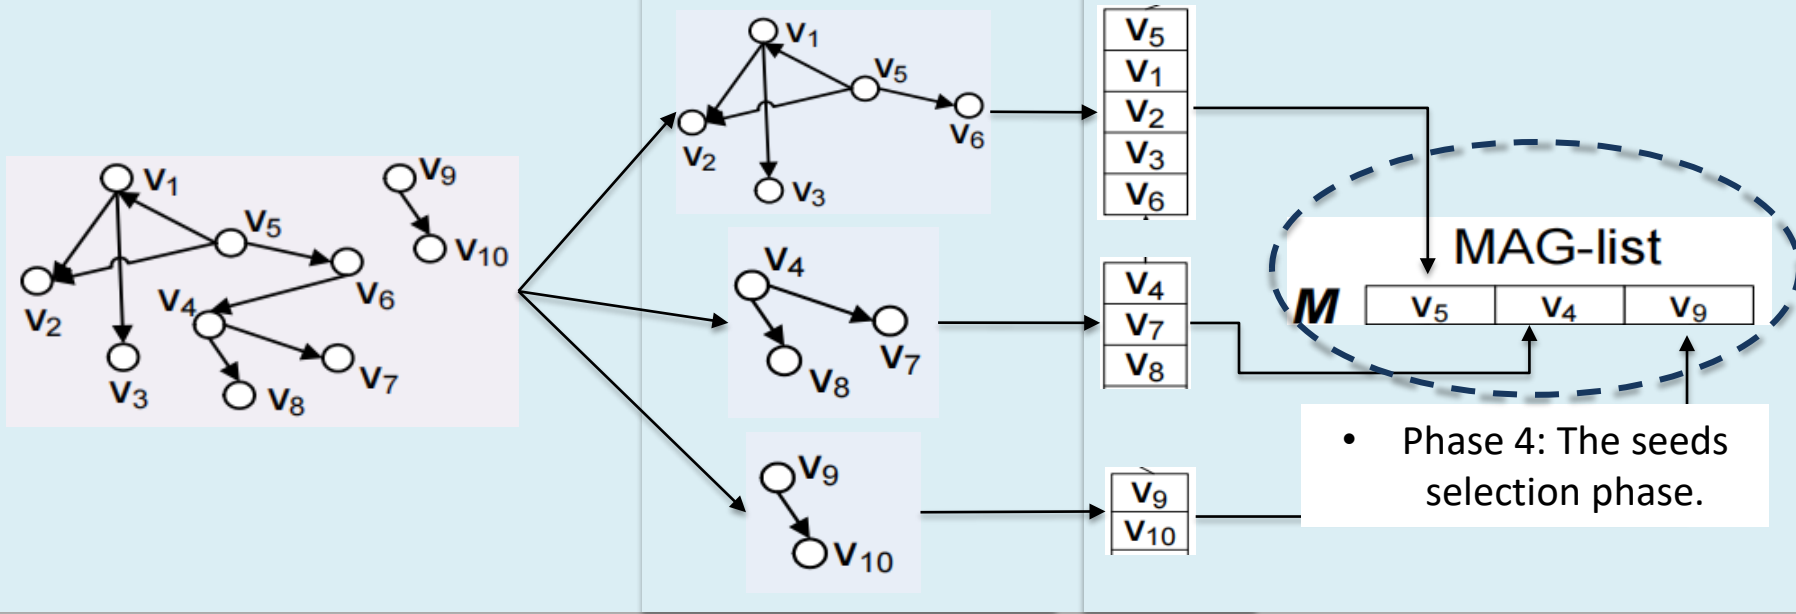 V1
V9
V5
V10
V6
V4
V2
V7
V3
V8
V1
V5
V6
V2
V3
V4
V7
V8
V9
V10
V5
V1
V2
V3
V6
V4
V7
V8
V9
V10
MAG-list
M V5 V4 V9
• Phase 4: The seeds
selection phase.